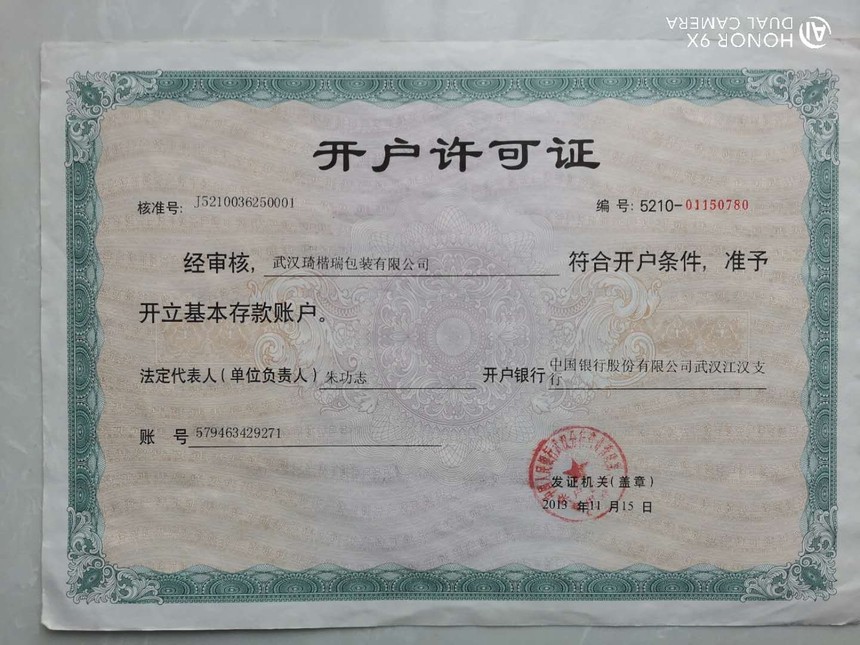 HONOR 9X
DUAL CAMERA
开户许可证
核准号: J5210036250001
编 号: 5210-01150780
经审核, 武汉琦楷瑞包装有限公司 符合开户条件, 准予
开立基本存款账户。
法定代表人(单位负责人) 朱功志 开户银行 中国银行股份有限公司武汉江汉支
行
账 号 579463429271
发证机关(盖章)
2013 年11 月15 日